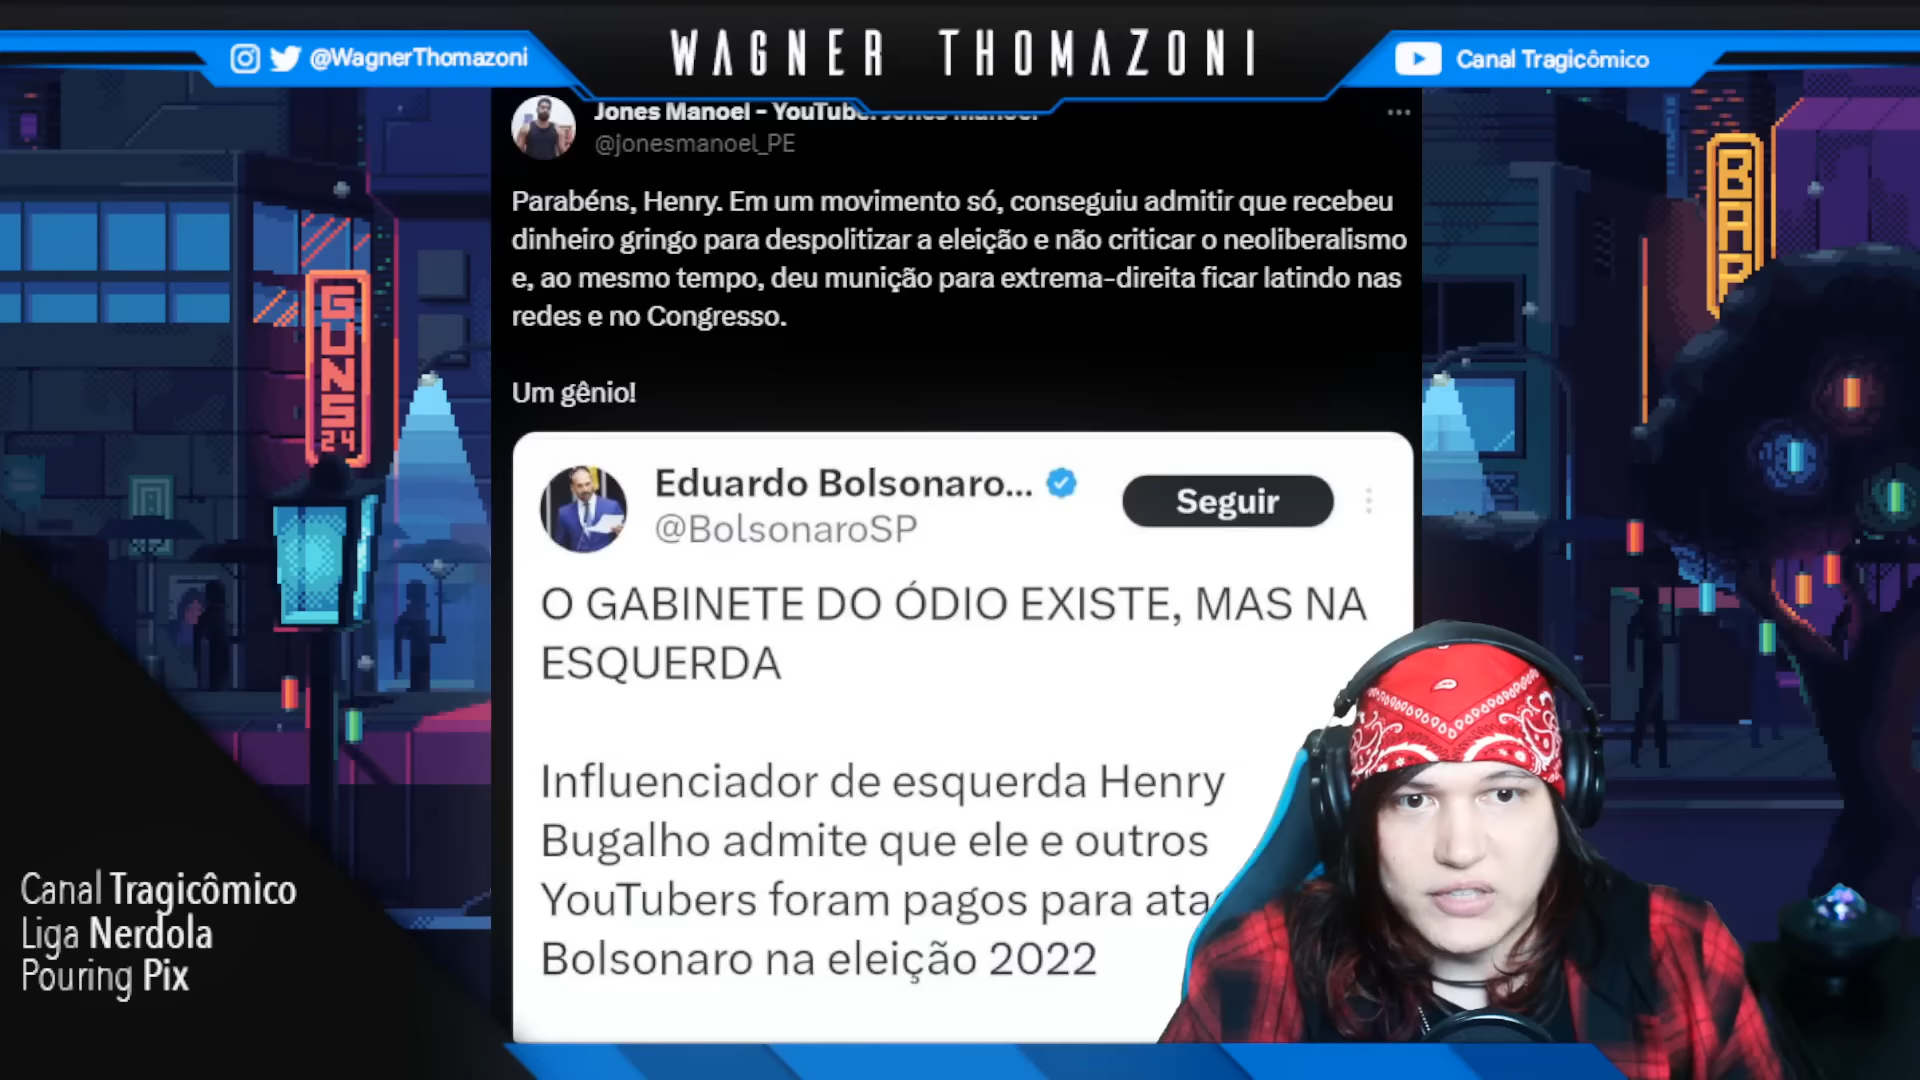 WAGNER THOMAZONI
@WagnerThomazoni
Canal Tragicômico
Jones Manoel - YouTube: Jones Manoel
@jonesmanoel_PE
Parabéns, Henry. Em um movimento só, conseguiu admitir que recebeu
dinheiro gringo para despolitizar a eleição e não criticar o neoliberalismo
e, ao mesmo tempo, deu munição para extrema-direita ficar latindo nas
redes e no Congresso.
Um gênio!
Eduardo Bolsonaro...
@BolsonaroSP
Seguir
O GABINETE DO ÓDIO EXISTE, MAS NA
ESQUERDA
Influenciador de esquerda Henry
Bugalho admite que ele e outros
YouTubers foram pagos para
Bolsonaro na eleição 2022
GUNS
24
BAR
Canal Tragicômico
Liga Nerdola
Pouring Pix